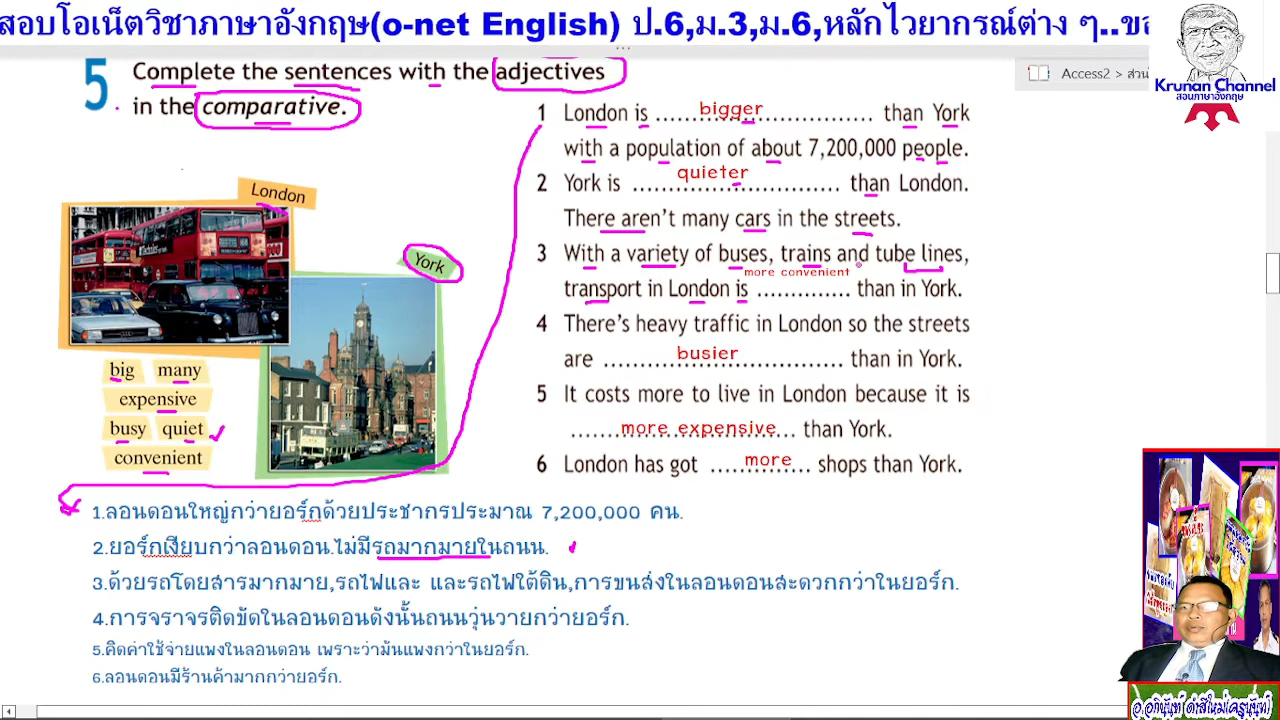 สอบโอเน็ตวิชาภาษาอังกฤษ(o-net English) ป.6,ม.3,ม.6,หลักไวยากรณ์ต่าง ๆ..ขอ
Access2 > ส่วน
Krunan Channel
สอนภาษาอังกฤษ
5 Complete the sentences with the adjectives
in the comparative.
London
York
big many
expensive
busy quiet
convenient
1 London is ......bigger...... than York
with a population of about 7,200,000 people.
2 York is ......quieter...... than London.
There aren't many cars in the streets.
3 With a variety of buses, trains and tube lines,
more convenient
transport in London is .............. than in York.
4 There's heavy traffic in London so the streets
are ......busier...... than in York.
5 It costs more to live in London because it is
......more expensive... than York.
6 London has got ...more... shops than York.
1.ลอนดอนใหญ่กว่ายอร์กด้วยประชากรประมาณ 7,200,000 คน.
2.ยอร์กเงียบกว่าลอนดอน.ไม่มีรถมากมายในถนน.
3.ด้วยรถโดยสารมากมาย,รถไฟและ และรถไฟใต้ดิน,การขนส่งในลอนดอนสะดวกกว่าในยอร์ก.
4.การจราจรติดขัดในลอนดอนดังนั้นถนนวุ่นวายกว่ายอร์ก.
5.คิดค่าใช้จ่ายแพงในลอนดอน เพราะว่ามันแพงกว่าในยอร์ก.
6.ลอนดอนมีร้านค้ามากกว่ายอร์ก.